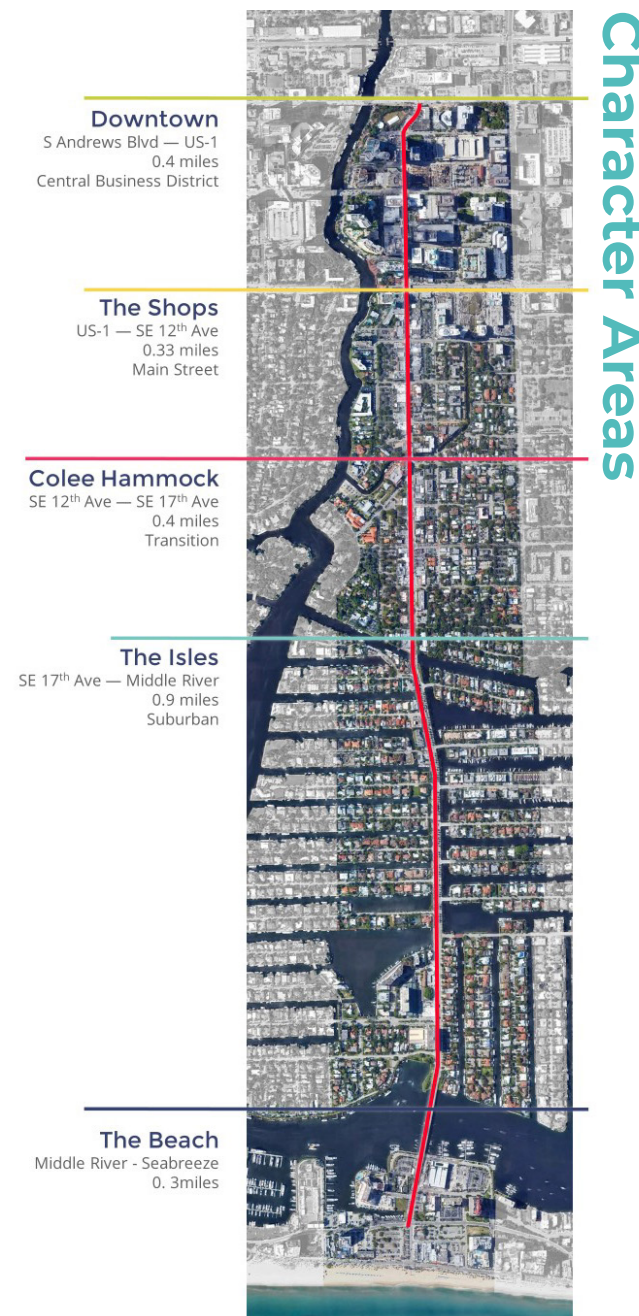 Character Areas
Downtown
S Andrews Blvd — US-1
0.4 miles
Central Business District
The Shops
US-1 — SE 12th Ave
0.33 miles
Main Street
Colee Hammock
SE 12th Ave — SE 17th Ave
0.4 miles
Transition
The Isles
SE 17th Ave — Middle River
0.9 miles
Suburban
The Beach
Middle River - Seabreeze
0. 3miles